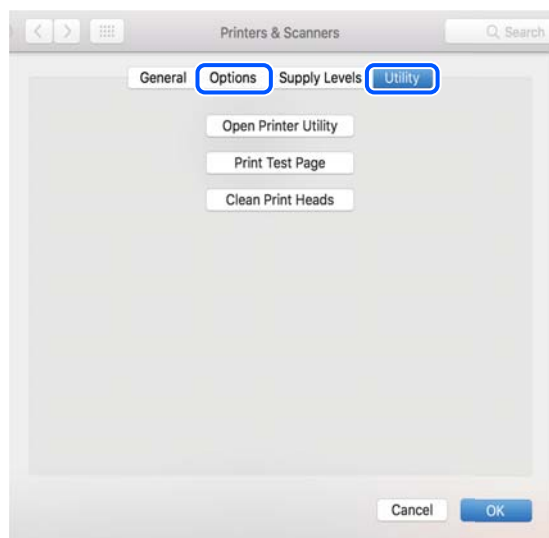 Printers & Scanners Search
General Options Supply Levels Utility
Open Printer Utility
Print Test Page
Clean Print Heads
Cancel OK